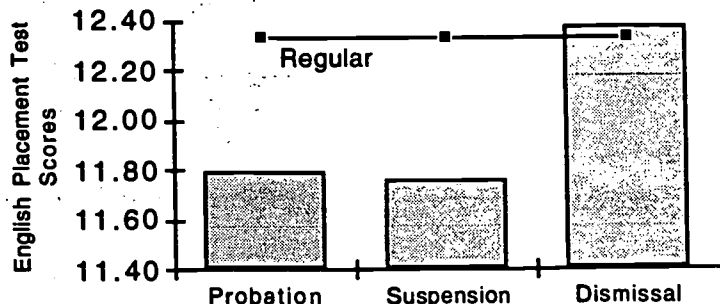 English Placement Test
Scores
12.40
12.20
12.00
11.80
11.60
11.40
Regular
Probation
Suspension
Dismissal